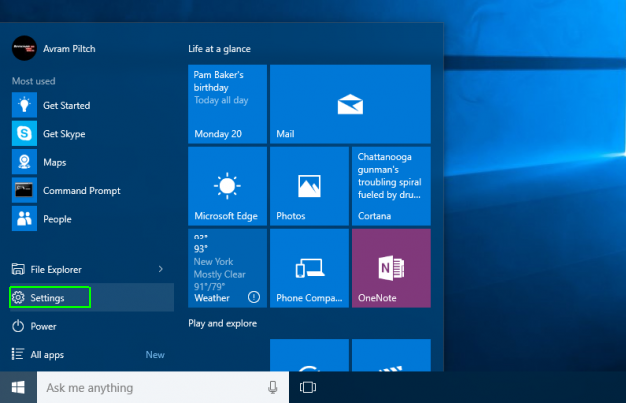 Avram Piltch
Most used
Get Started
Get Skype
Maps
Command Prompt
People
File Explorer
Settings
Power
All apps
New
Life at a glance
Pam Baker's
birthday
Today all day
Monday 20
Mail
Microsoft Edge
Photos
Chattanooga
gunman's
troubling spiral
fueled by dru...
Cortana
93°
New York
Mostly Clear
91°/79°
Weather
Phone Compa...
OneNote
Play and explore
Ask me anything